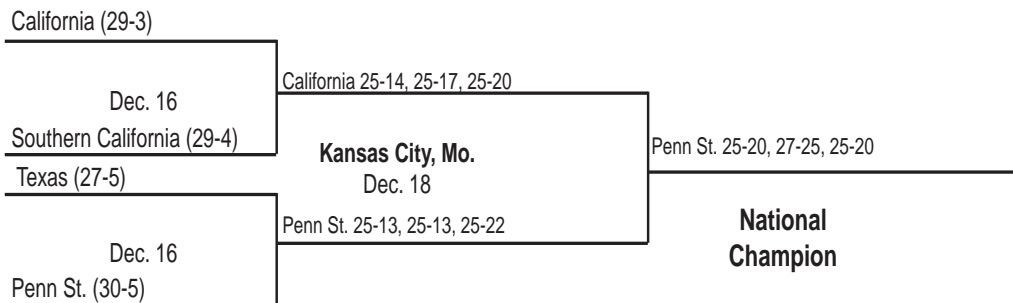 California (29-3)
Dec. 16
Southern California (29-4)
Texas (27-5)
Dec. 16
Penn St. (30-5)
California 25-14, 25-17, 25-20
Kansas City, Mo.
Dec. 18
Penn St. 25-13, 25-13, 25-22
Penn St. 25-20, 27-25, 25-20
National
Champion